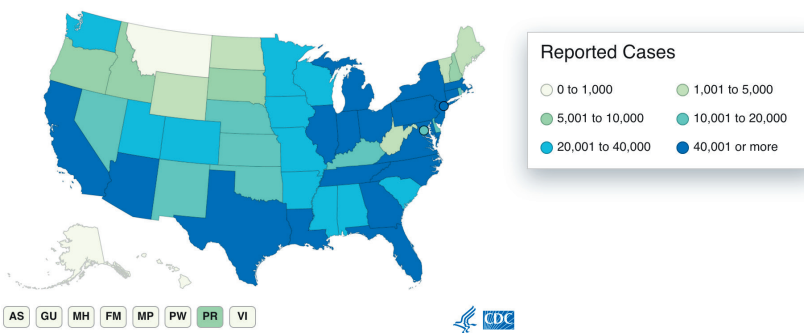 Reported Cases
0 to 1,000
1,001 to 5,000
5,001 to 10,000
10,001 to 20,000
20,001 to 40,000
40,001 or more
AS GU MH FM MP PW PR VI
CDC